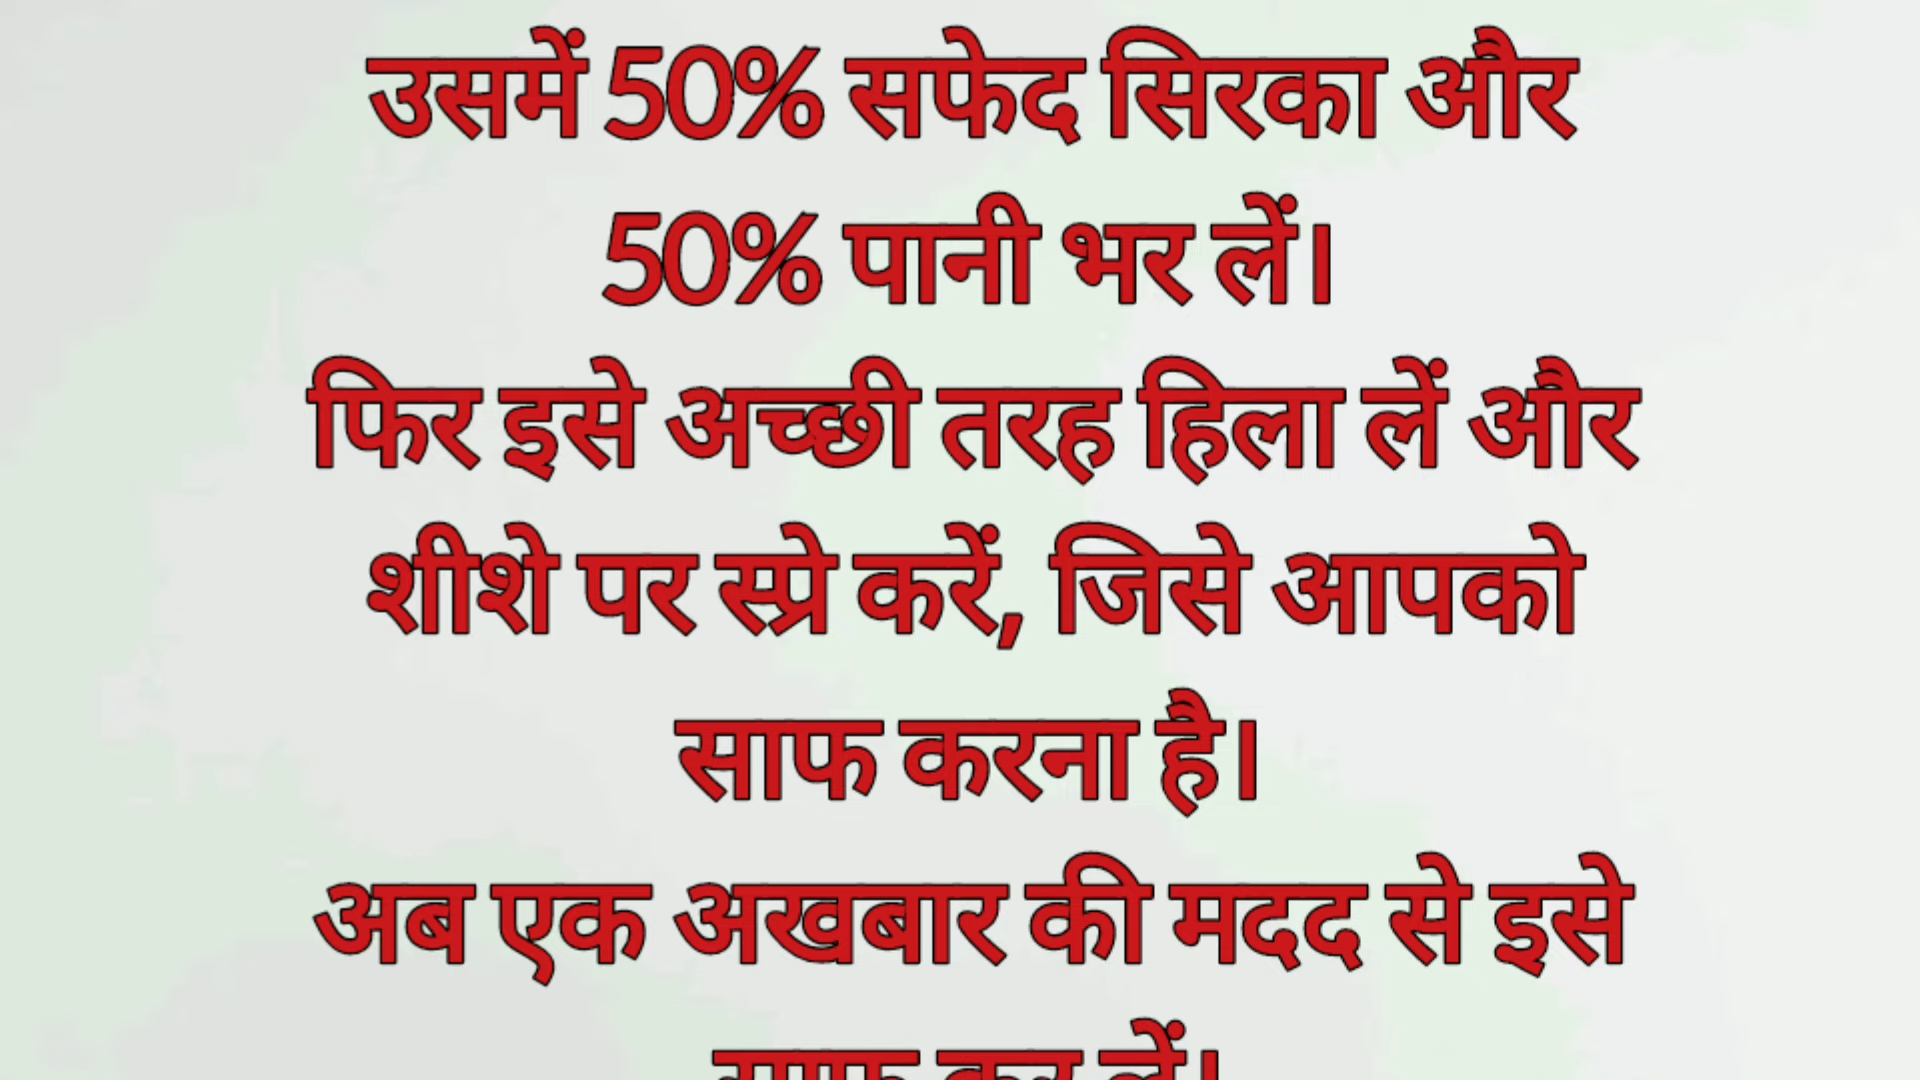 उसमें 50% सफेद सिरका और
50% पानी भर लें।
फिर इसे अच्छी तरह हिला लें और
शीशे पर स्प्रे करें, जिसे आपको
साफ करना है।
अब एक अखबार की मदद से इसे
साफ कर लें।